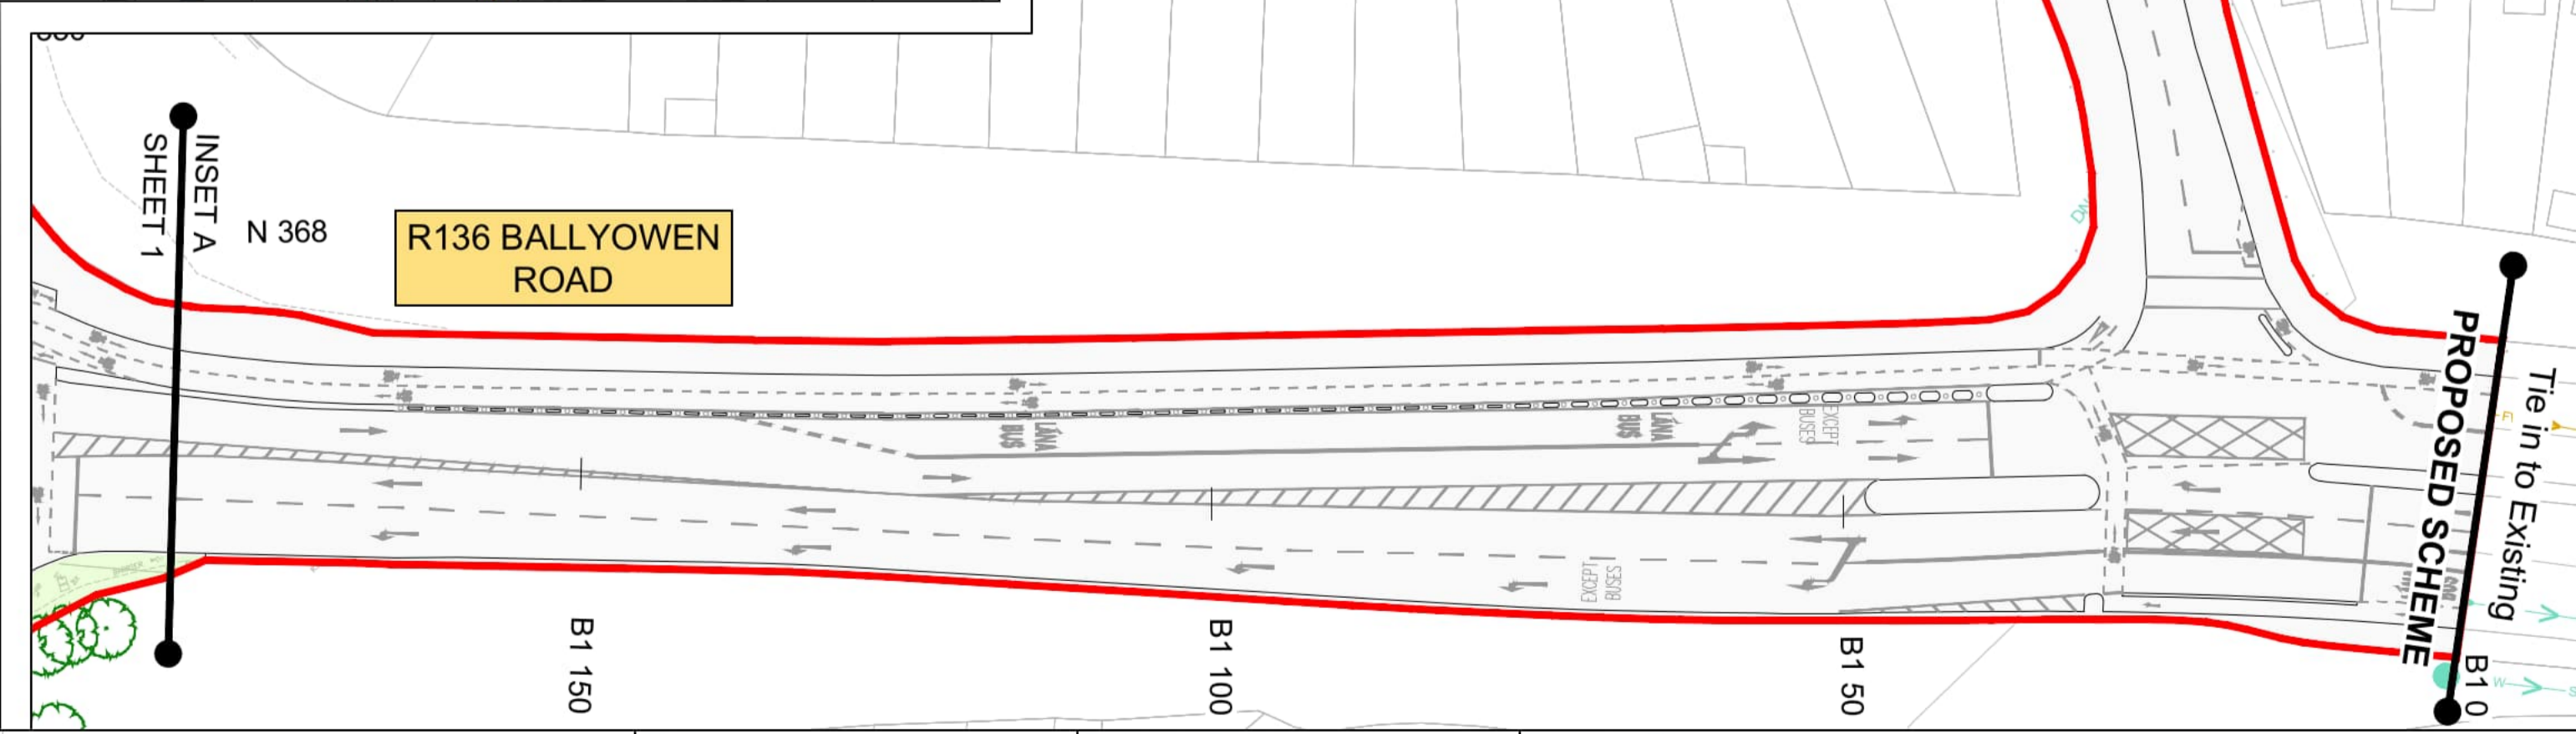 INSET A
SHEET 1
N 368
R136 BALLYOWEN
ROAD
BUS
LÁNA
BUS
LÁNA
BUSES
EXCEPT
EXCEPT
BUSES
B1 150
B1 100
B1 50
B1 0
PROPOSED SCHEME
Tie in to Existing
W